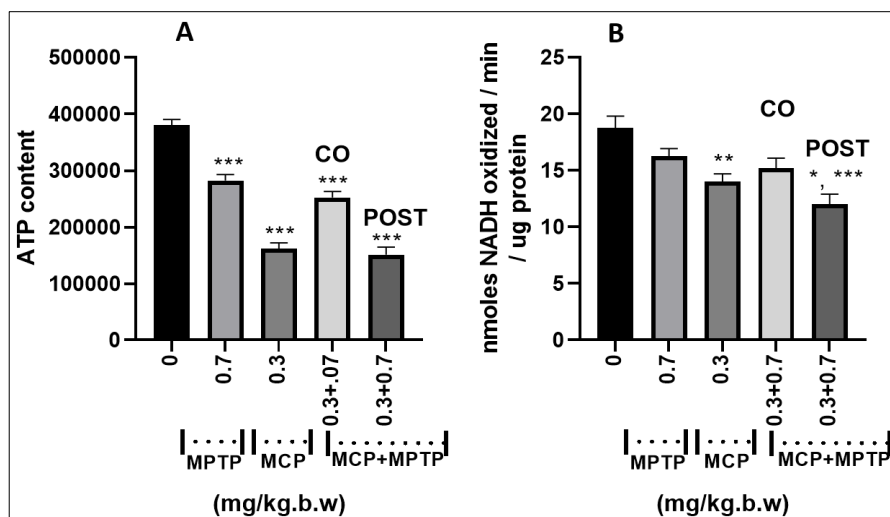 A
ATP content
500000
400000
300000
200000
100000
0
***
***
CO
***
POST
***
0
0.7
0.3
0.3+.07
0.3+0.7
MPTP
MCP
MCP+MPTP
(mg/kg.b.w)
B
nmoles NADH oxidized / min
/ ug protein
25
20
15
10
5
0
**
CO
POST
*, ***
0
0.7
0.3
0.3+0.7
0.3+0.7
MPTP
MCP
MCP+MPTP
(mg/kg.b.w)